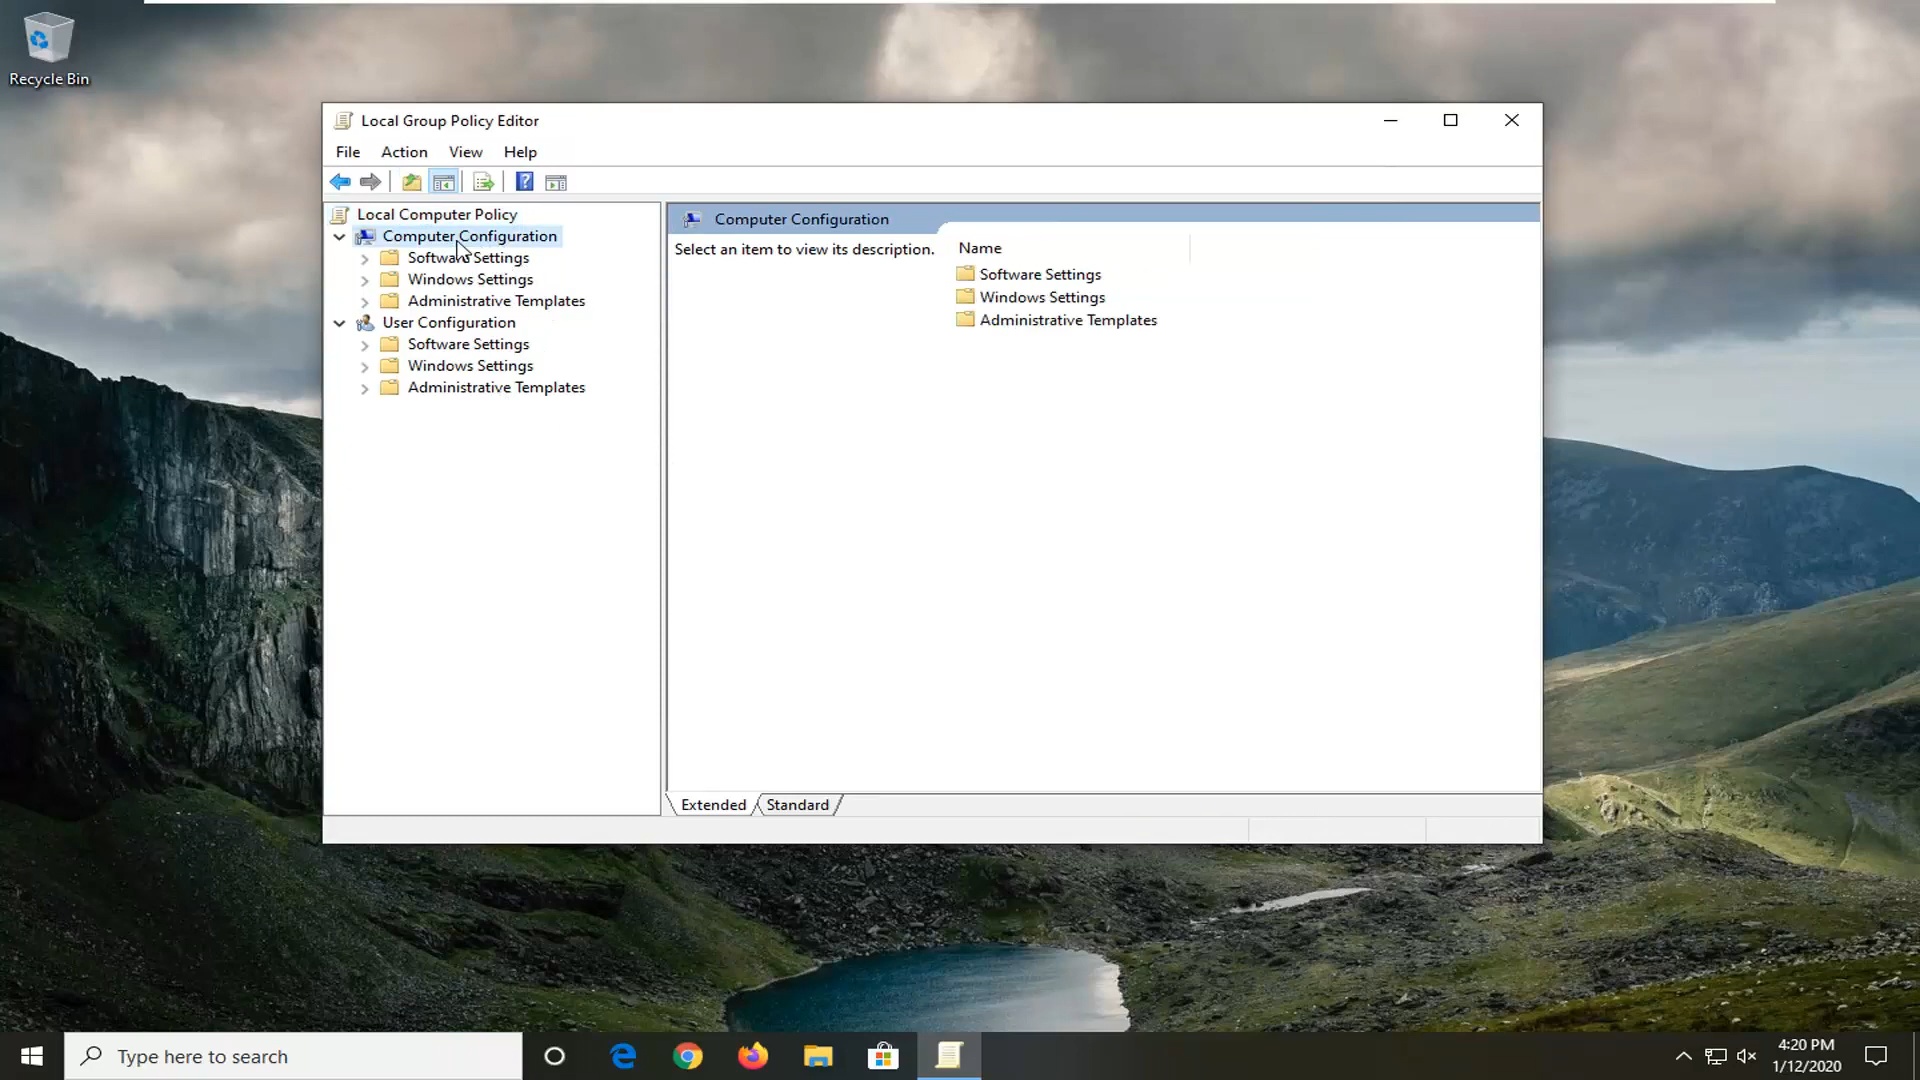 Recycle Bin
Local Group Policy Editor
File Action View Help
Local Computer Policy
Computer Configuration
Software Settings
Windows Settings
Administrative Templates
User Configuration
Software Settings
Windows Settings
Administrative Templates
Computer Configuration
Select an item to view its description.
Name
Software Settings
Windows Settings
Administrative Templates
Extended Standard
Type here to search
4:20 PM
1/12/2020